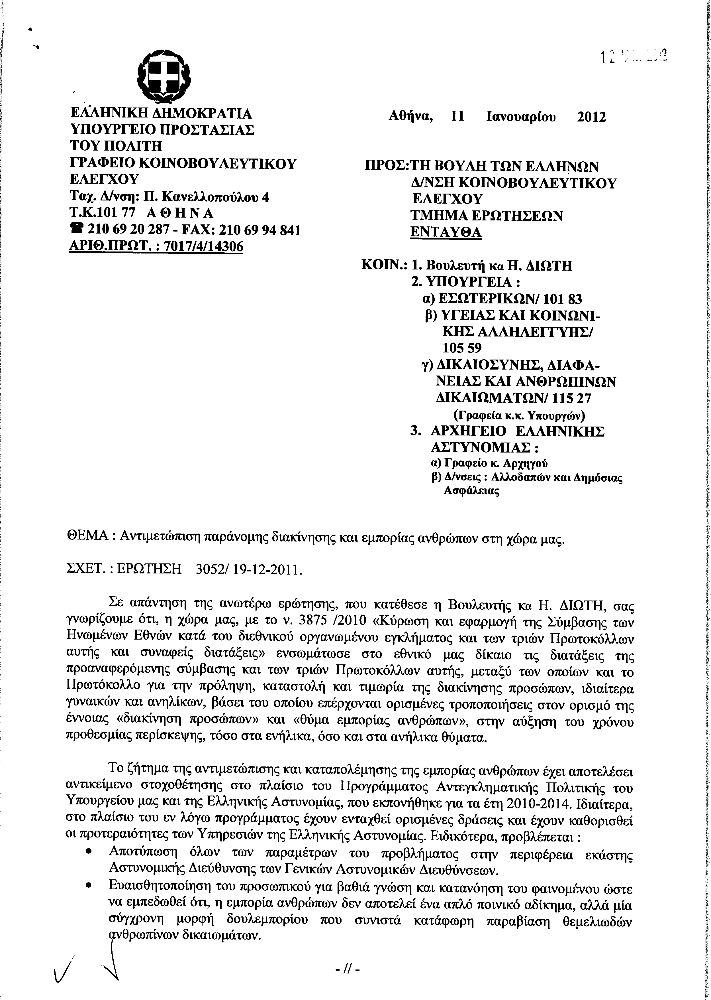 ΕΛΛΗΝΙΚΗ ΔΗΜΟΚΡΑΤΙΑ
ΥΠΟΥΡΓΕΙΟ ΠΡΟΣΤΑΣΙΑΣ
ΤΟΥ ΠΟΛΙΤΗ
ΓΡΑΦΕΙΟ ΚΟΙΝΟΒΟΥΛΕΥΤΙΚΟΥ
ΕΛΕΓΧΟΥ
Ταχ. Δ/νση: Π. Κανελλοπούλου 4
Τ.Κ.101 77 Α Θ Η Ν Α
☎ 210 69 20 287 - FAX: 210 69 94 841
ΑΡΙΘ.ΠΡΩΤ. : 7017/4/14306
Αθήνα, 11 Ιανουαρίου 2012
ΠΡΟΣ:ΤΗ ΒΟΥΛΗ ΤΩΝ ΕΛΛΗΝΩΝ
Δ/ΝΣΗ ΚΟΙΝΟΒΟΥΛΕΥΤΙΚΟΥ
ΕΛΕΓΧΟΥ
ΤΜΗΜΑ ΕΡΩΤΗΣΕΩΝ
ΕΝΤΑΥΘΑ
ΚΟΙΝ.: 1. Βουλευτή κα Η. ΔΙΩΤΗ
2. ΥΠΟΥΡΓΕΙΑ :
α) ΕΣΩΤΕΡΙΚΩΝ/ 101 83
β) ΥΓΕΙΑΣ ΚΑΙ ΚΟΙΝΩΝΙ-
ΚΗΣ ΑΛΛΗΛΕΓΓΥΗΣ/
105 59
γ) ΔΙΚΑΙΟΣΥΝΗΣ, ΔΙΑΦΑ-
ΝΕΙΑΣ ΚΑΙ ΑΝΘΡΩΠΙΝΩΝ
ΔΙΚΑΙΩΜΑΤΩΝ/ 115 27
(Γραφεία κ.κ. Υπουργών)
3. ΑΡΧΗΓΕΙΟ ΕΛΛΗΝΙΚΗΣ
ΑΣΤΥΝΟΜΙΑΣ :
α) Γραφείο κ. Αρχηγού
β) Δ/νσεις : Αλλοδαπών και Δημόσιας
Ασφάλειας
ΘΕΜΑ : Αντιμετώπιση παράνομης διακίνησης και εμπορίας ανθρώπων στη χώρα μας.
ΣΧΕΤ. : ΕΡΩΤΗΣΗ 3052/ 19-12-2011.
Σε απάντηση της ανωτέρω ερώτησης, που κατέθεσε η Βουλευτής κα Η. ΔΙΩΤΗ, σας
γνωρίζουμε ότι, η χώρα μας, με το ν. 3875 /2010 «Κύρωση και εφαρμογή της Σύμβασης των
Ηνωμένων Εθνών κατά του διεθνικού οργανωμένου εγκλήματος και των τριών Πρωτοκόλλων
αυτής και συναφείς διατάξεις» ενσωμάτωσε στο εθνικό μας δίκαιο τις διατάξεις της
προαναφερόμενης σύμβασης και των τριών Πρωτοκόλλων αυτής, μεταξύ των οποίων και το
Πρωτόκολλο για την πρόληψη, καταστολή και τιμωρία της διακίνησης προσώπων, ιδιαίτερα
γυναικών και ανηλίκων, βάσει του οποίου επέρχονται ορισμένες τροποποιήσεις στον ορισμό της
έννοιας «διακίνηση προσώπων» και «θύμα εμπορίας ανθρώπων», στην αύξηση του χρόνου
προθεσμίας περίσκεψης, τόσο στα ενήλικα, όσο και στα ανήλικα θύματα.
Το ζήτημα της αντιμετώπισης και καταπολέμησης της εμπορίας ανθρώπων έχει αποτελέσει
αντικείμενο στοχοθέτησης στο πλαίσιο του Προγράμματος Αντεγκληματικής Πολιτικής του
Υπουργείου μας και της Ελληνικής Αστυνομίας, που εκπονήθηκε για τα έτη 2010-2014. Ιδιαίτερα,
στο πλαίσιο του εν λόγω προγράμματος έχουν ενταχθεί ορισμένες δράσεις και έχουν καθορισθεί
οι προτεραιότητες των Υπηρεσιών της Ελληνικής Αστυνομίας. Ειδικότερα, προβλέπεται :
• Αποτύπωση όλων των παραμέτρων του προβλήματος στην περιφέρεια εκάστης
Αστυνομικής Διεύθυνσης των Γενικών Αστυνομικών Διευθύνσεων.
• Ευαισθητοποίηση του προσωπικού για βαθιά γνώση και κατανόηση του φαινομένου ώστε
να εμπεδωθεί ότι, η εμπορία ανθρώπων δεν αποτελεί ένα απλό ποινικό αδίκημα, αλλά μία
σύγχρονη μορφή δουλεμπορίου που συνιστά κατάφωρη παραβίαση θεμελιωδών
ανθρωπίνων δικαιωμάτων.
- // -